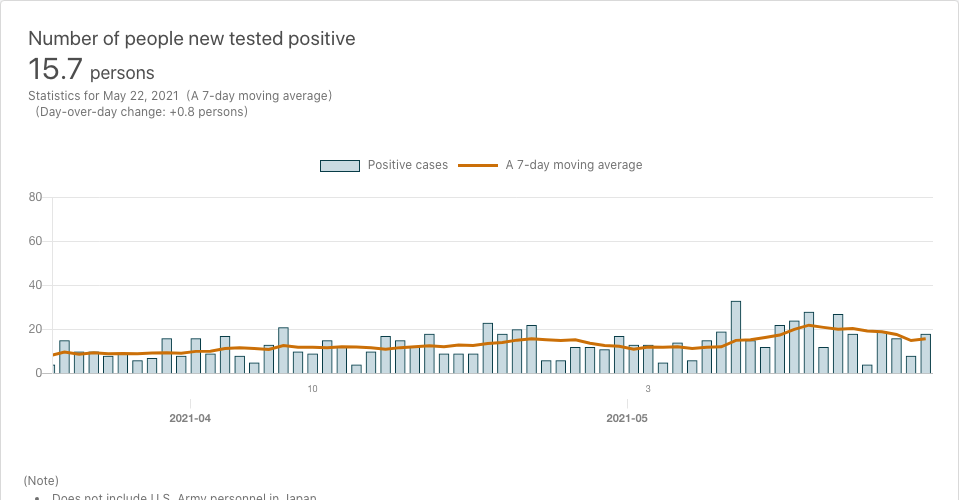 Number of people new tested positive
15.7 persons
Statistics for May 22, 2021 (A 7-day moving average)
(Day-over-day change: +0.8 persons)
Positive cases A 7-day moving average
80
60
40
20
0
10 3
2021-04 2021-05
(Note)
• Does not include U.S. Army personnel in Japan